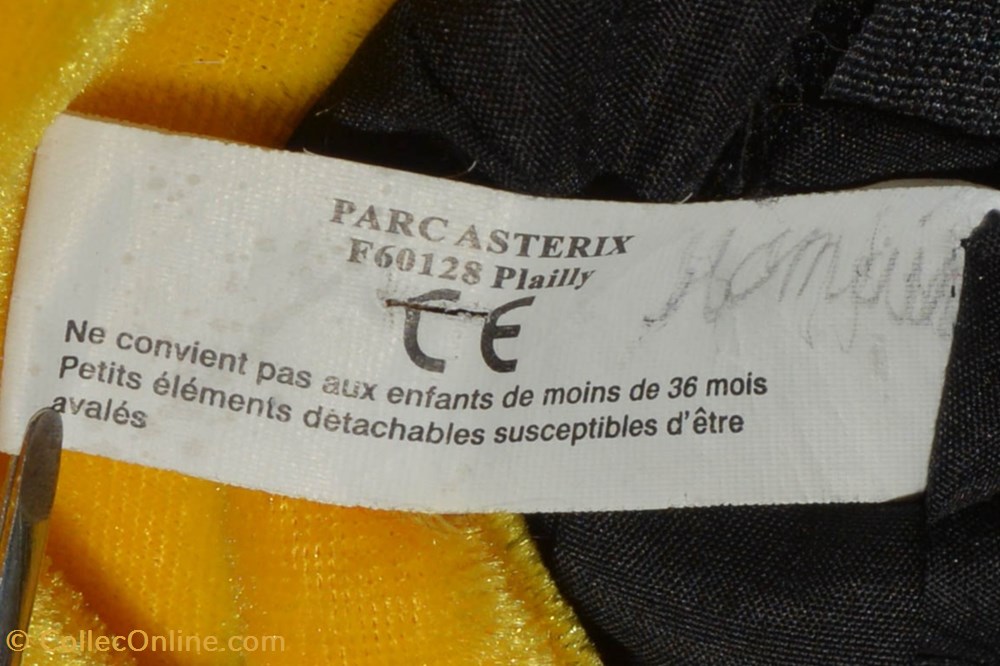 PARC ASTERIX
F60128 Plailly
CE
Ne convient pas aux enfants de moins de 36 mois
Petits éléments détachables susceptibles d'être
avalés
© CollecOnline.com